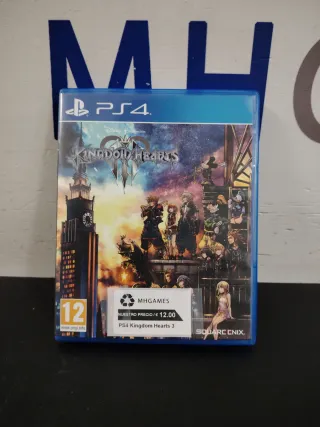 MH
PS4
KINGDOM HEARTS
III
MHGAMES
NUESTRO PRECIO / € 12.00
PS4 Kingdom Hearts 3
12
SQUARE ENIX